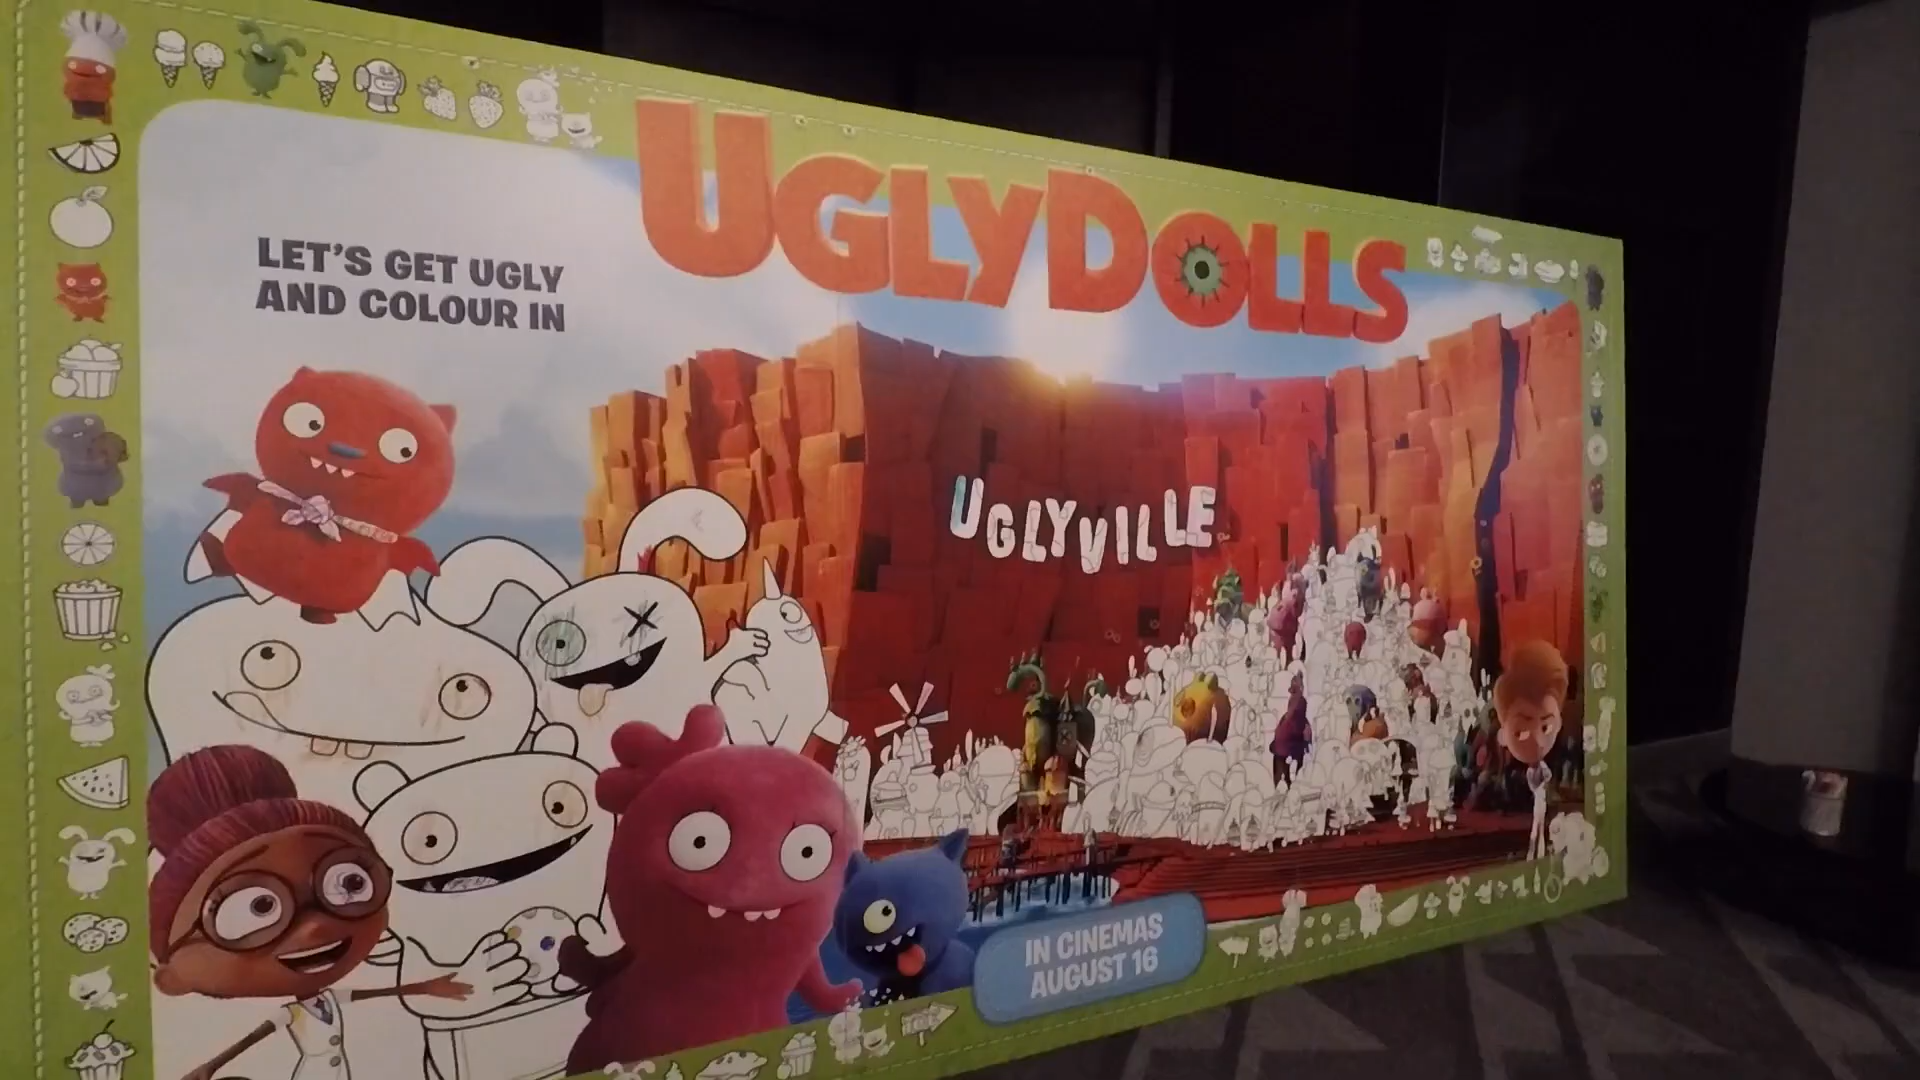 UGLYDOLLS
LET'S GET UGLY
AND COLOUR IN
UGLYVILLE
IN CINEMAS
AUGUST 16